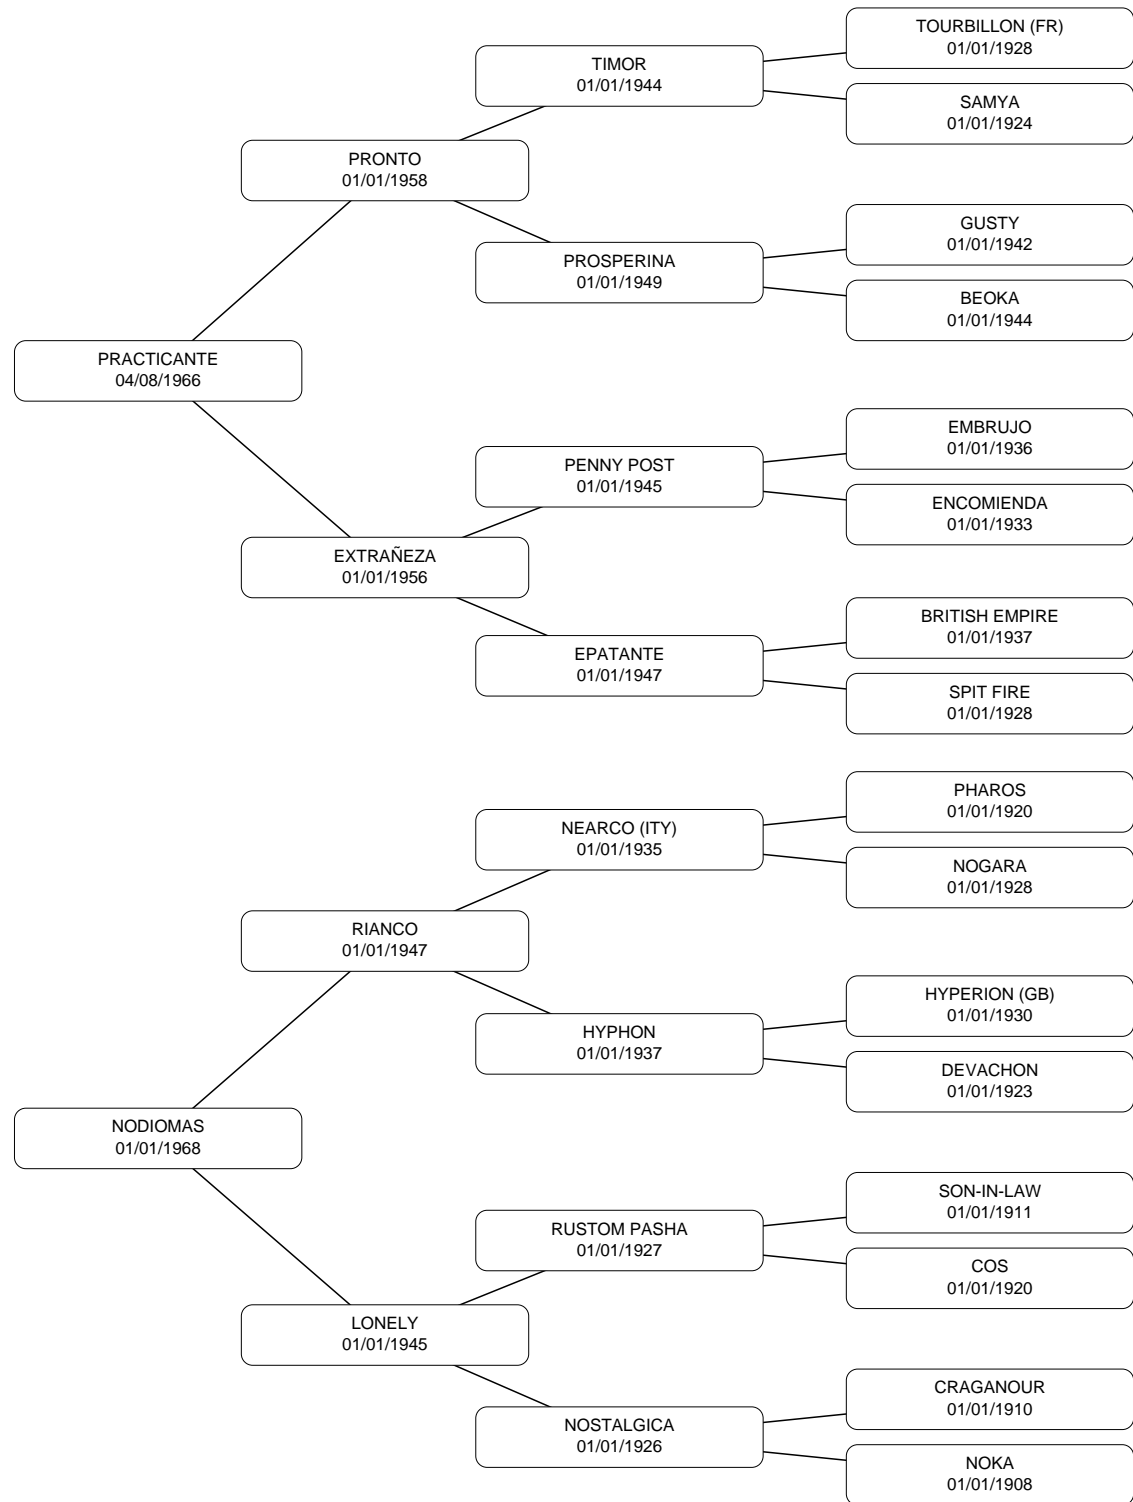 TOURBILLON (FR)
01/01/1928
TIMOR
01/01/1944
SAMYA
01/01/1924
PRONTO
01/01/1958
GUSTY
01/01/1942
PROSPERINA
01/01/1949
BEOKA
01/01/1944
PRACTICANTE
04/08/1966
EMBRUJO
01/01/1936
PENNY POST
01/01/1945
ENCOMIENDA
01/01/1933
EXTRAÑEZA
01/01/1956
BRITISH EMPIRE
01/01/1937
EPATANTE
01/01/1947
SPIT FIRE
01/01/1928
PHAROS
01/01/1920
NEARCO (ITY)
01/01/1935
NOGARA
01/01/1928
RIANCO
01/01/1947
HYPERION (GB)
01/01/1930
HYPHON
01/01/1937
DEVACHON
01/01/1923
NODIOMAS
01/01/1968
SON-IN-LAW
01/01/1911
RUSTOM PASHA
01/01/1927
COS
01/01/1920
LONELY
01/01/1945
CRAGANOUR
01/01/1910
NOSTALGICA
01/01/1926
NOKA
01/01/1908